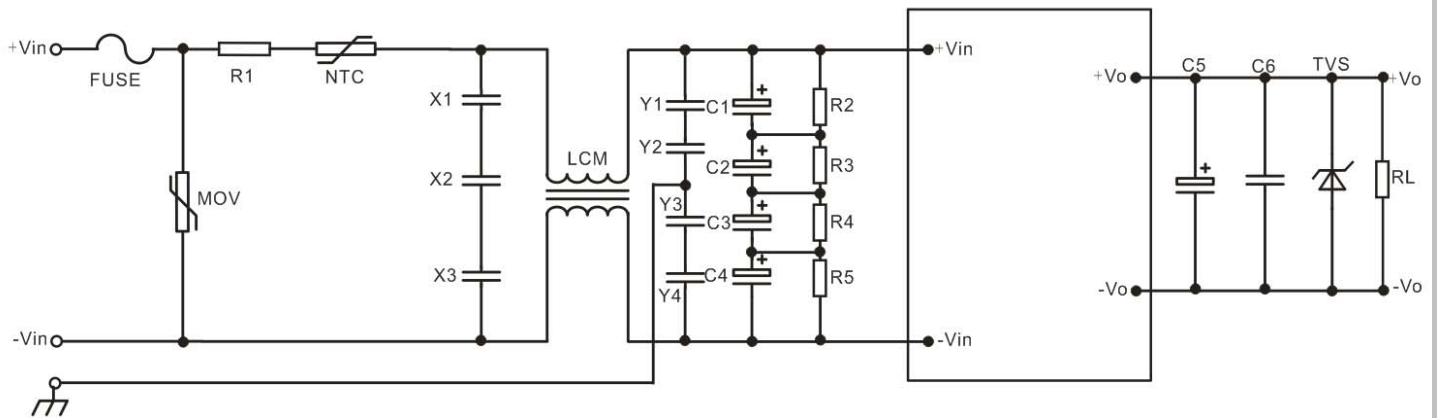 +Vin
FUSE
R1
NTC
MOV
-Vin
X1
X2
X3
LCM
Y1
Y2
Y3
Y4
C1
C2
C3
C4
+
+
+
+
R2
R3
R4
R5
+Vin
-Vin
+Vo
-Vo
C5
+
C6
TVS
RL
+Vo
-Vo